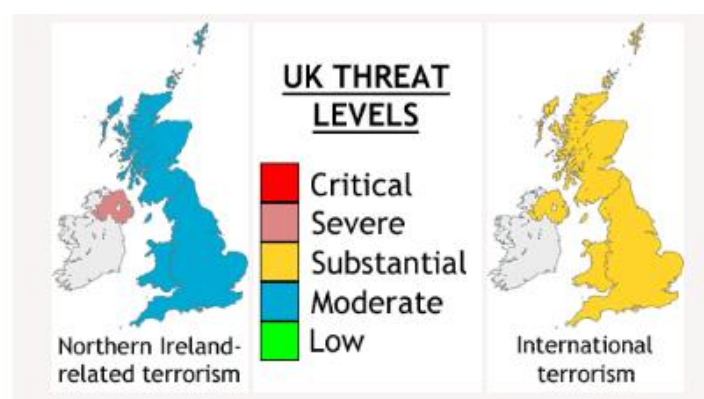 UK THREAT
LEVELS
Critical
Severe
Substantial
Moderate
Low
Northern Ireland-
related terrorism
International
terrorism